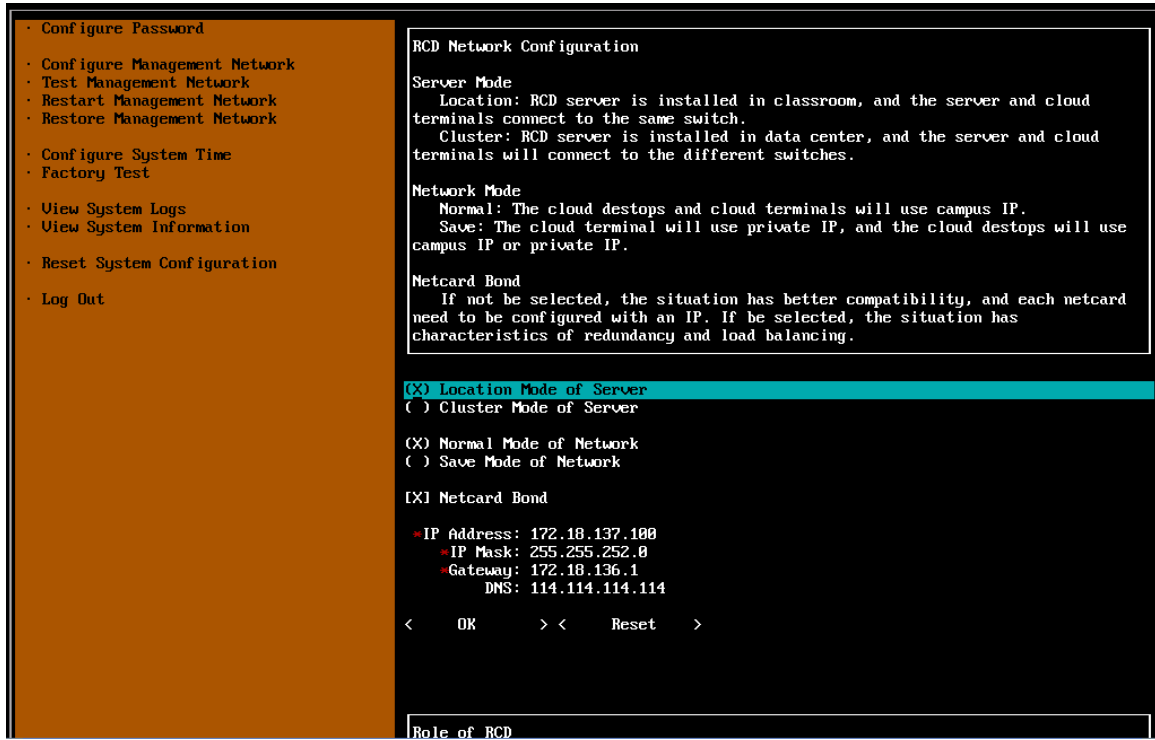 · Configure Password
· Configure Management Network
· Test Management Network
· Restart Management Network
· Restore Management Network
· Configure System Time
· Factory Test
· View System Logs
· View System Information
· Reset System Configuration
· Log Out
RCD Network Configuration
Server Mode
Location: RCD server is installed in classroom, and the server and cloud
terminals connect to the same switch.
Cluster: RCD server is installed in data center, and the server and cloud
terminals will connect to the different switches.
Network Mode
Normal: The cloud destops and cloud terminals will use campus IP.
Save: The cloud terminal will use private IP, and the cloud destops will use
campus IP or private IP.
Netcard Bond
If not be selected, the situation has better compatibility, and each netcard
need to be configured with an IP. If be selected, the situation has
characteristics of redundancy and load balancing.
(X) Location Mode of Server
( ) Cluster Mode of Server
(X) Normal Mode of Network
( ) Save Mode of Network
[X] Netcard Bond
*IP Address: 172.18.137.100
*IP Mask: 255.255.252.0
*Gateway: 172.18.136.1
DNS: 114.114.114.114
< OK > < Reset >
Role of RCD